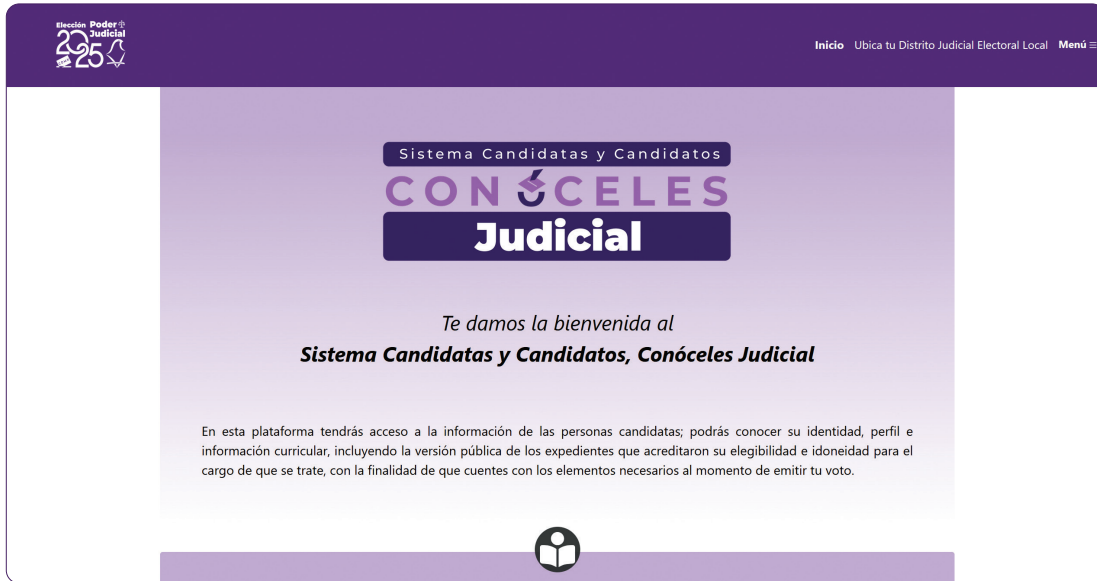 Elección Poder
Judicial
2025
Inicio Ubica tu Distrito Judicial Electoral Local Menú
Sistema Candidatas y Candidatos
CONÓCELES
Judicial
Te damos la bienvenida al
Sistema Candidatas y Candidatos, Conóceles Judicial
En esta plataforma tendrás acceso a la información de las personas candidatas; podrás conocer su identidad, perfil e
información curricular, incluyendo la versión pública de los expedientes que acreditaron su elegibilidad e idoneidad para el
cargo de que se trate, con la finalidad de que cuentes con los elementos necesarios al momento de emitir tu voto.